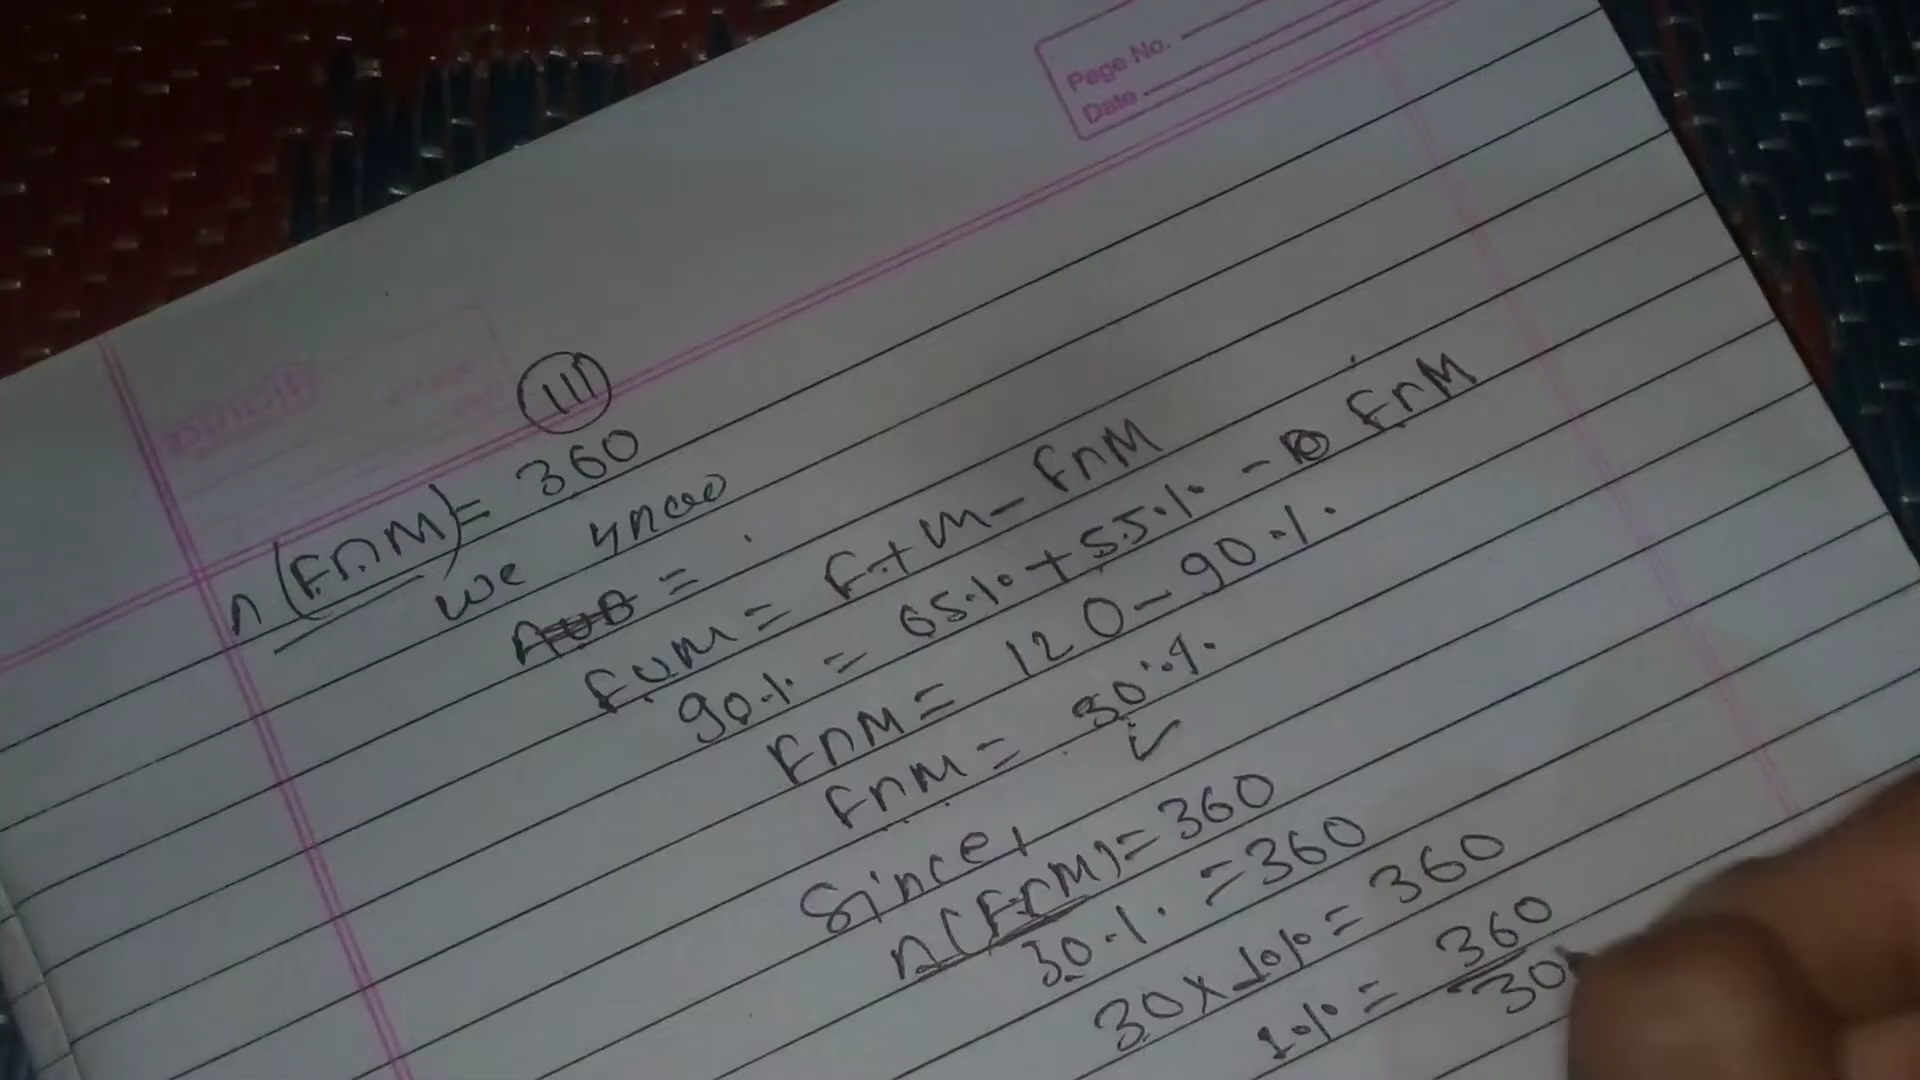 Page No.
Date
III
n(F∩M) = 360
we know
A∪B =
F∪M = F + M - F∩M
90% = 65% + 55% - F∩M
F∩M = 120 - 90%
F∩M = 30%
Since,
n(F∩M) = 360
30% = 360
30 x 1% = 360
1% = 360/30